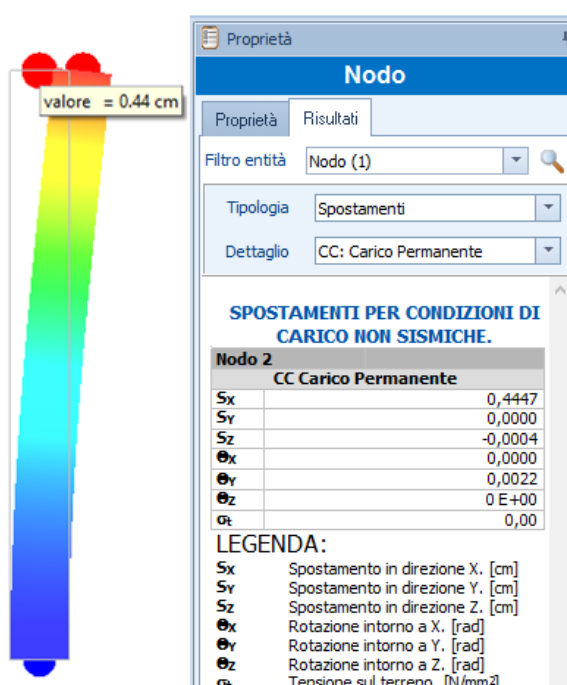 valore = 0.44 cm
Proprietà
Nodo
Proprietà Risultati
Filtro entità Nodo (1)
Tipologia Spostamenti
Dettaglio CC: Carico Permanente
SPOSTAMENTI PER CONDIZIONI DI
CARICO NON SISMICHE.
Nodo 2
CC Carico Permanente
Sx 0,4447
SY 0,0000
Sz -0,0004
ϴx 0,0000
ϴY 0,0022
ϴz 0 E+00
σt 0,00
LEGENDA:
Sx Spostamento in direzione X. [cm]
SY Spostamento in direzione Y. [cm]
Sz Spostamento in direzione Z. [cm]
ϴx Rotazione intorno a X. [rad]
ϴY Rotazione intorno a Y. [rad]
ϴz Rotazione intorno a Z. [rad]
σt Tensione sul terreno. [N/mm²]